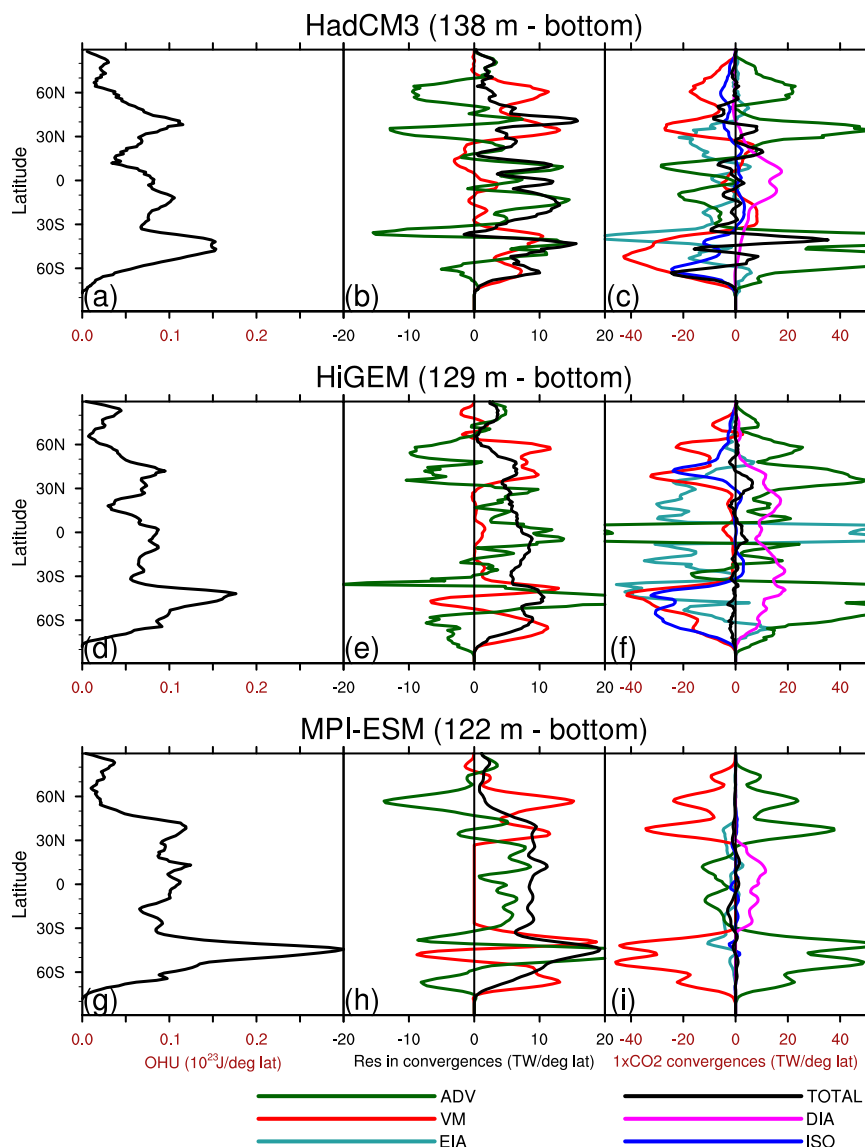 HadCM3 (138 m - bottom)
Latitude
60N
30N
0
30S
60S
(a)
(b)
(c)
0.0 0.1 0.2 -20 -10 0 10 20 -40 -20 0 20 40
HiGEM (129 m - bottom)
Latitude
60N
30N
0
30S
60S
(d)
(e)
(f)
0.0 0.1 0.2 -20 -10 0 10 20 -40 -20 0 20 40
MPI-ESM (122 m - bottom)
Latitude
60N
30N
0
30S
60S
(g)
(h)
(i)
0.0 0.1 0.2 -20 -10 0 10 20 -40 -20 0 20 40
OHU (10²³J/deg lat) Res in convergences (TW/deg lat) 1xCO2 convergences (TW/deg lat)
ADV TOTAL
VM DIA
EIA ISO